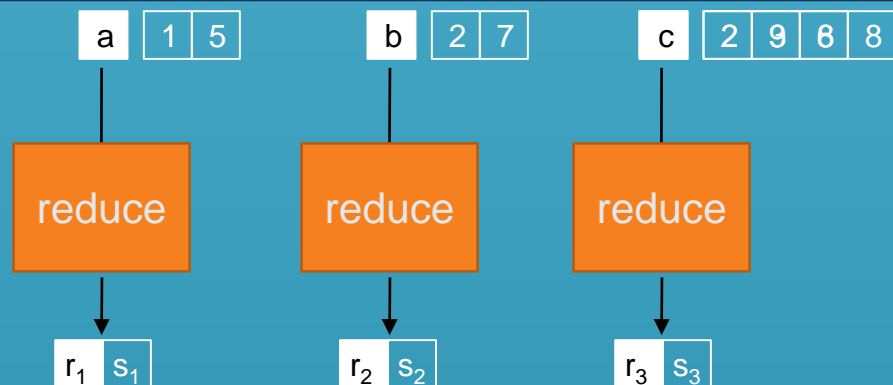 a 1 5 b 2 7 c 2 8
reduce reduce reduce
r₁ s₁ r₂ s₂ r₃ s₃